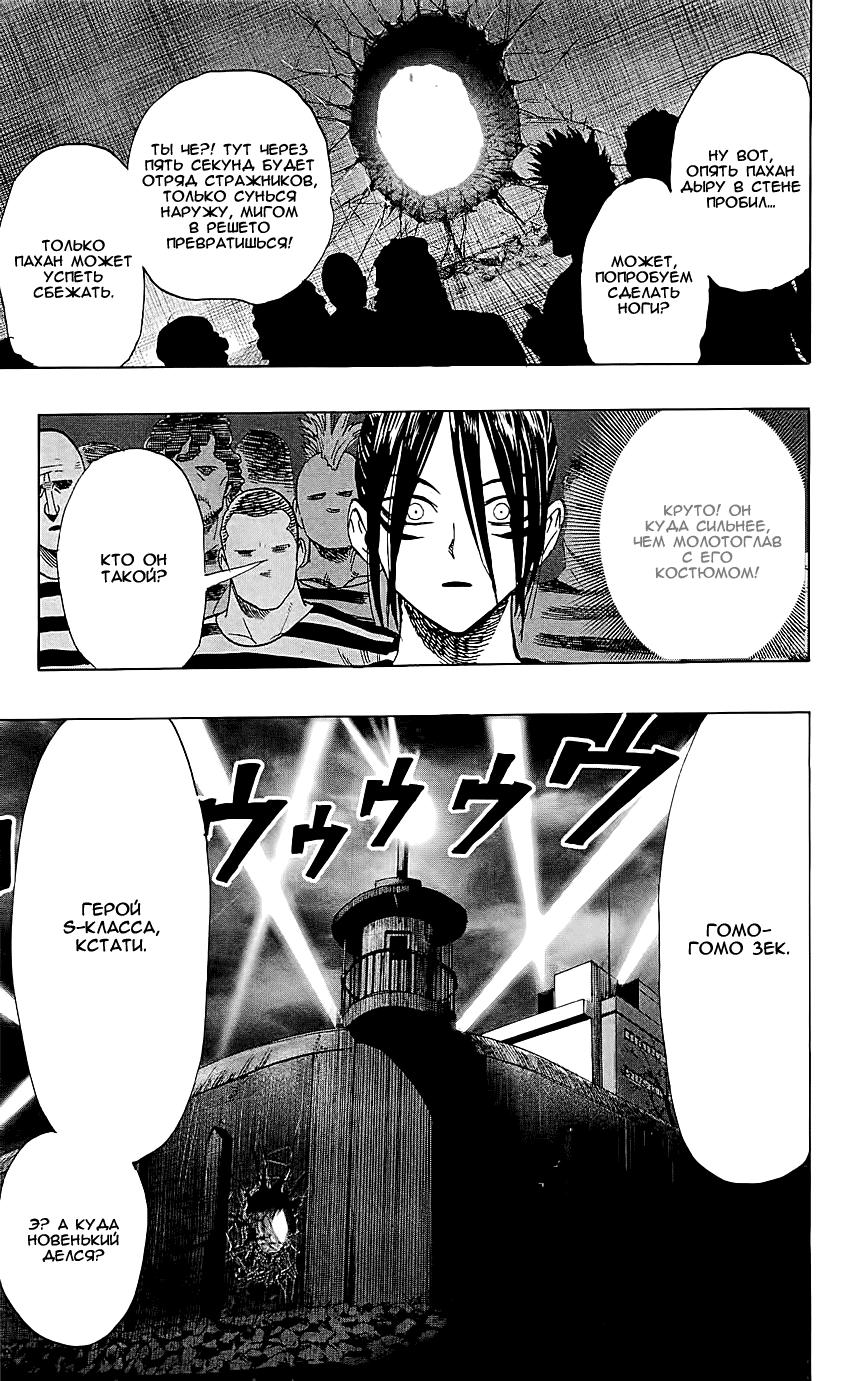 НУ ВОТ,
ОПЯТЬ ПАХАН
ДЫРУ В СТЕНЕ
ПРОБИЛ...
МОЖЕТ,
ПОПРОБУЕМ
СДЕЛАТЬ
НОГИ?
ТЫ ЧЕ?! ТУТ ЧЕРЕЗ
ПЯТЬ СЕКУНД БУДЕТ
ОТРЯД СТРАЖНИКОВ,
ТОЛЬКО СУНЬСЯ
НАРУЖУ, МИГОМ
В РЕШЕТО
ПРЕВРАТИШЬСЯ!
ТОЛЬКО
ПАХАН МОЖЕТ
УСПЕТЬ
СБЕЖАТЬ.
КРУТО! ОН
КУДА СИЛЬНЕЕ,
ЧЕМ МОЛОТОГЛАВ
С ЕГО
КОСТЮМОМ!
КТО ОН
ТАКОЙ?
ウゥウウウ
ГОМО-
ГОМО ЗЕК.
ГЕРОЙ
S-КЛАССА,
КСТАТИ.
Э? А КУДА
НОВЕНЬКИЙ
ДЕЛСЯ?